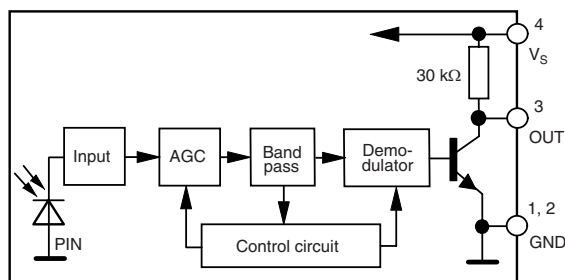 4
V_S
30 kΩ
3
OUT
Input
AGC
Band
pass
Demo-
dulator
1, 2
GND
PIN
Control circuit